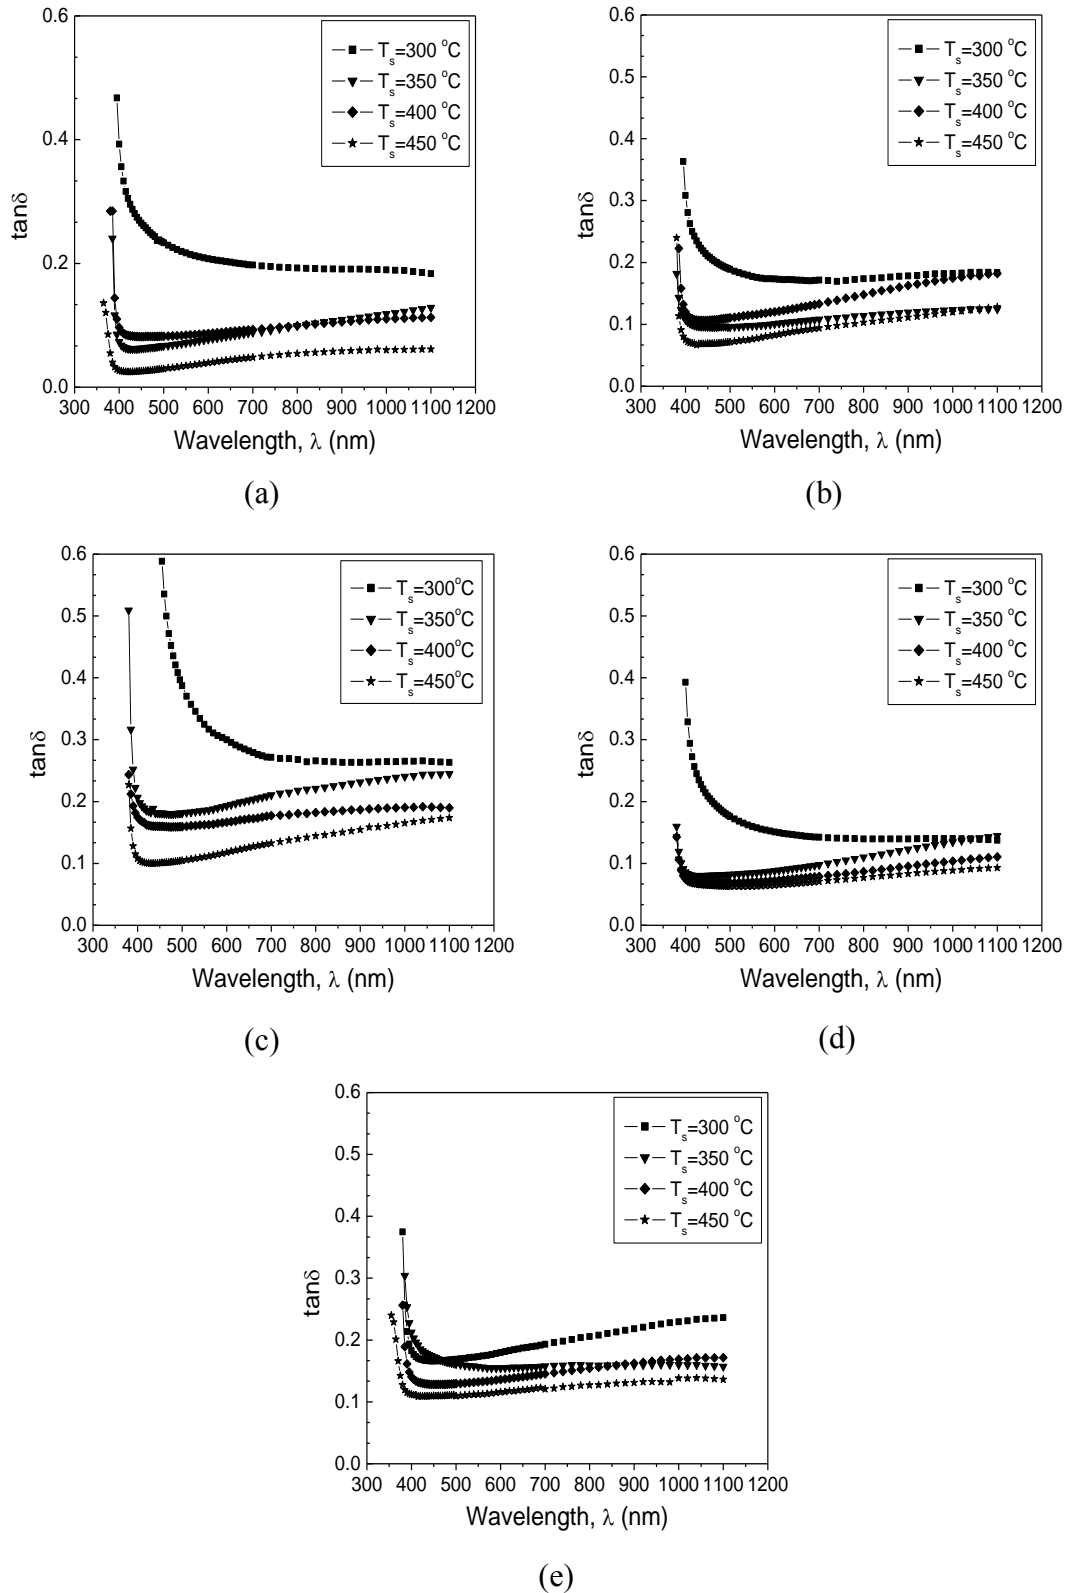 0.6
0.4
0.2
0.0
tanδ
300 400 500 600 700 800 900 1000 1100 1200
Wavelength, λ (nm)
T_s=300 °C
T_s=350 °C
T_s=400 °C
T_s=450 °C
(a)
0.6
0.5
0.4
0.3
0.2
0.1
0.0
tanδ
300 400 500 600 700 800 900 1000 1100 1200
Wavelength, λ (nm)
T_s=300 °C
T_s=350 °C
T_s=400 °C
T_s=450 °C
(b)
0.6
0.5
0.4
0.3
0.2
0.1
0.0
tanδ
300 400 500 600 700 800 900 1000 1100 1200
Wavelength, λ (nm)
T_s=300°C
T_s=350°C
T_s=400°C
T_s=450°C
(c)
0.6
0.5
0.4
0.3
0.2
0.1
0.0
tanδ
300 400 500 600 700 800 900 1000 1100 1200
Wavelength, λ (nm)
T_s=300 °C
T_s=350 °C
T_s=400 °C
T_s=450 °C
(d)
0.6
0.5
0.4
0.3
0.2
0.1
0.0
tanδ
300 400 500 600 700 800 900 1000 1100 1200
Wavelength, λ (nm)
T_s=300 °C
T_s=350 °C
T_s=400 °C
T_s=450 °C
(e)